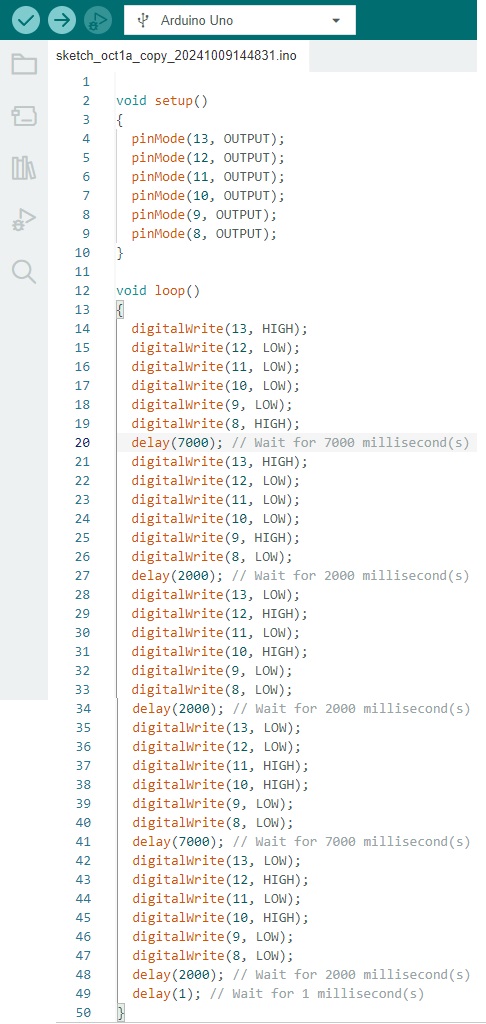 Arduino Uno
sketch_oct1a_copy_20241009144831.ino
1
2 void setup()
3 {
4 pinMode(13, OUTPUT);
5 pinMode(12, OUTPUT);
6 pinMode(11, OUTPUT);
7 pinMode(10, OUTPUT);
8 pinMode(9, OUTPUT);
9 pinMode(8, OUTPUT);
10 }
11
12 void loop()
13 {
14 digitalWrite(13, HIGH);
15 digitalWrite(12, LOW);
16 digitalWrite(11, LOW);
17 digitalWrite(10, LOW);
18 digitalWrite(9, LOW);
19 digitalWrite(8, HIGH);
20 delay(7000); // Wait for 7000 millisecond(s)
21 digitalWrite(13, HIGH);
22 digitalWrite(12, LOW);
23 digitalWrite(11, LOW);
24 digitalWrite(10, LOW);
25 digitalWrite(9, HIGH);
26 digitalWrite(8, LOW);
27 delay(2000); // Wait for 2000 millisecond(s)
28 digitalWrite(13, LOW);
29 digitalWrite(12, HIGH);
30 digitalWrite(11, LOW);
31 digitalWrite(10, HIGH);
32 digitalWrite(9, LOW);
33 digitalWrite(8, LOW);
34 delay(2000); // Wait for 2000 millisecond(s)
35 digitalWrite(13, LOW);
36 digitalWrite(12, LOW);
37 digitalWrite(11, HIGH);
38 digitalWrite(10, HIGH);
39 digitalWrite(9, LOW);
40 digitalWrite(8, LOW);
41 delay(7000); // Wait for 7000 millisecond(s)
42 digitalWrite(13, LOW);
43 digitalWrite(12, HIGH);
44 digitalWrite(11, LOW);
45 digitalWrite(10, HIGH);
46 digitalWrite(9, LOW);
47 digitalWrite(8, LOW);
48 delay(2000); // Wait for 2000 millisecond(s)
49 delay(1); // Wait for 1 millisecond(s)
50 }